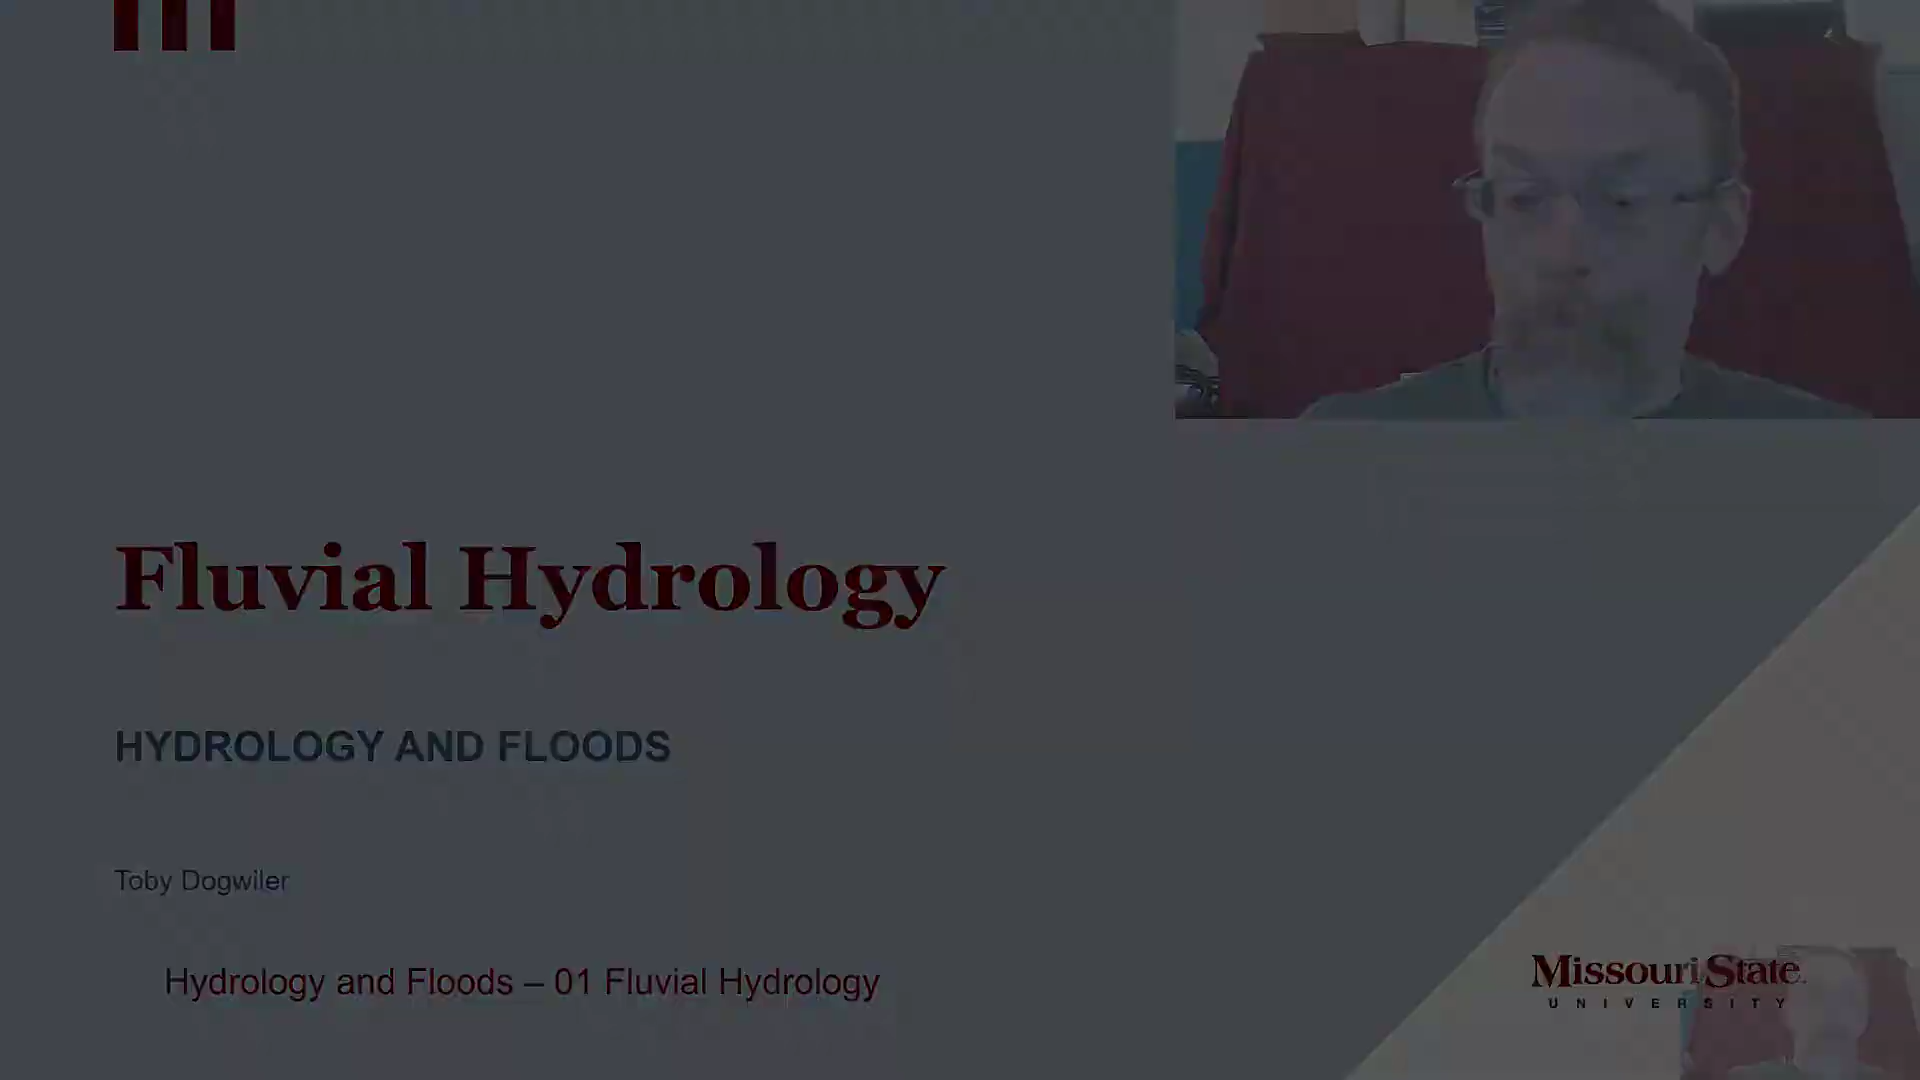 Fluvial Hydrology
HYDROLOGY AND FLOODS
Toby Dogwiler
Hydrology and Floods – 01 Fluvial Hydrology
Missouri State
UNIVERSITY